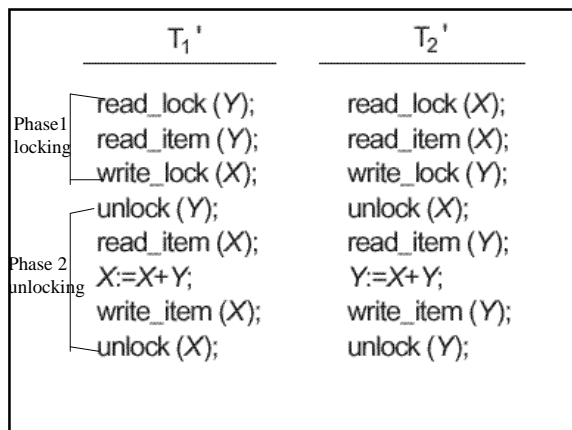 T₁' T₂'
read_lock (Y); read_lock (X);
Phase1 read_item (Y); read_item (X);
locking write_lock (X); write_lock (Y);
unlock (Y); unlock (X);
read_item (X); read_item (Y);
Phase 2 X:=X+Y; Y:=X+Y;
unlocking write_item (X); write_item (Y);
unlock (X); unlock (Y);